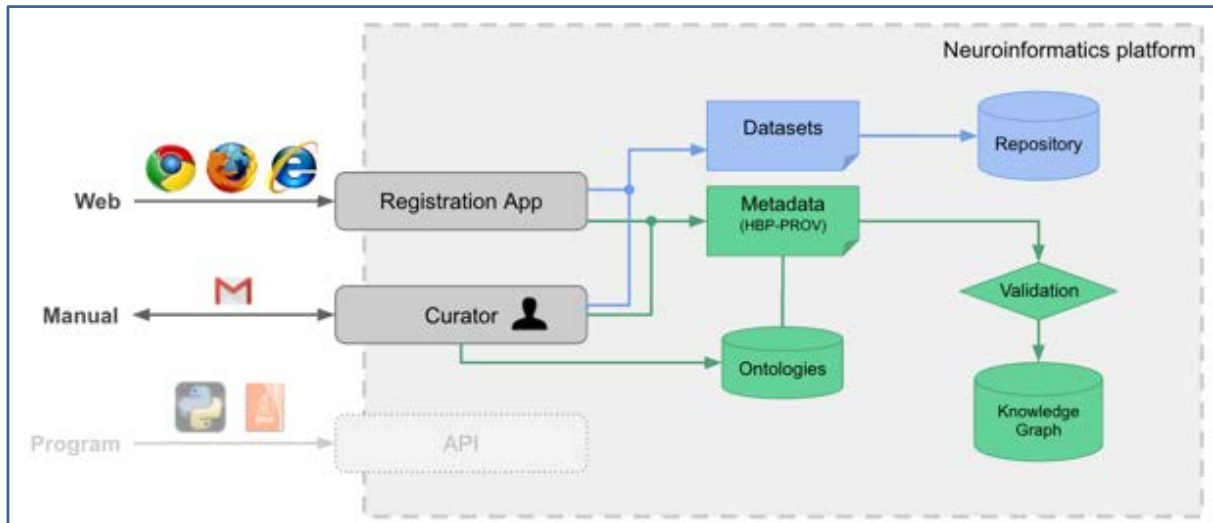 Neuroinformatics platform
Datasets
Repository
Web
Registration App
Metadata
(HBP-PROV)
Validation
Manual
Curator
Ontologies
Knowledge
Graph
Program
API